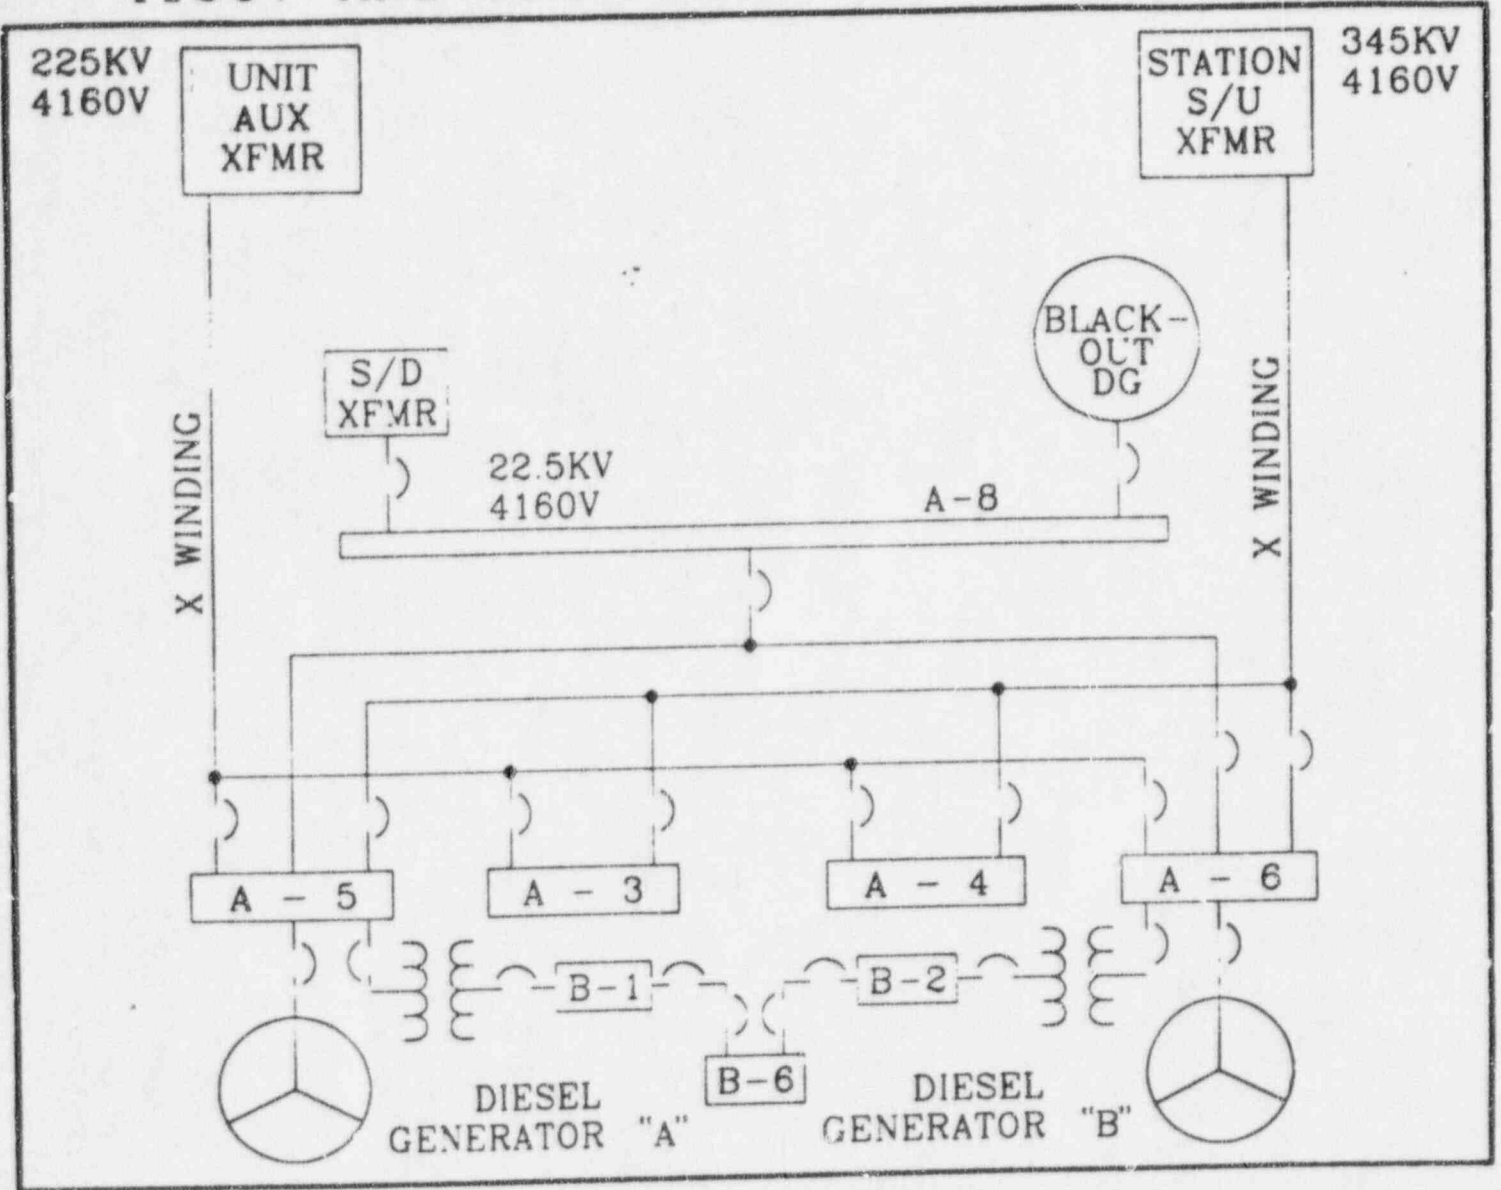 225KV
4160V
UNIT
AUX
XFMR
STATION
S/U
XFMR
345KV
4160V
BLACK-
OUT
DG
S/D
XFMR
X WINDING
X WINDING
22.5KV
4160V
A-8
A - 5
A - 3
A - 4
A - 6
B-1
B-2
B-6
DIESEL
GENERATOR "A"
DIESEL
GENERATOR "B"